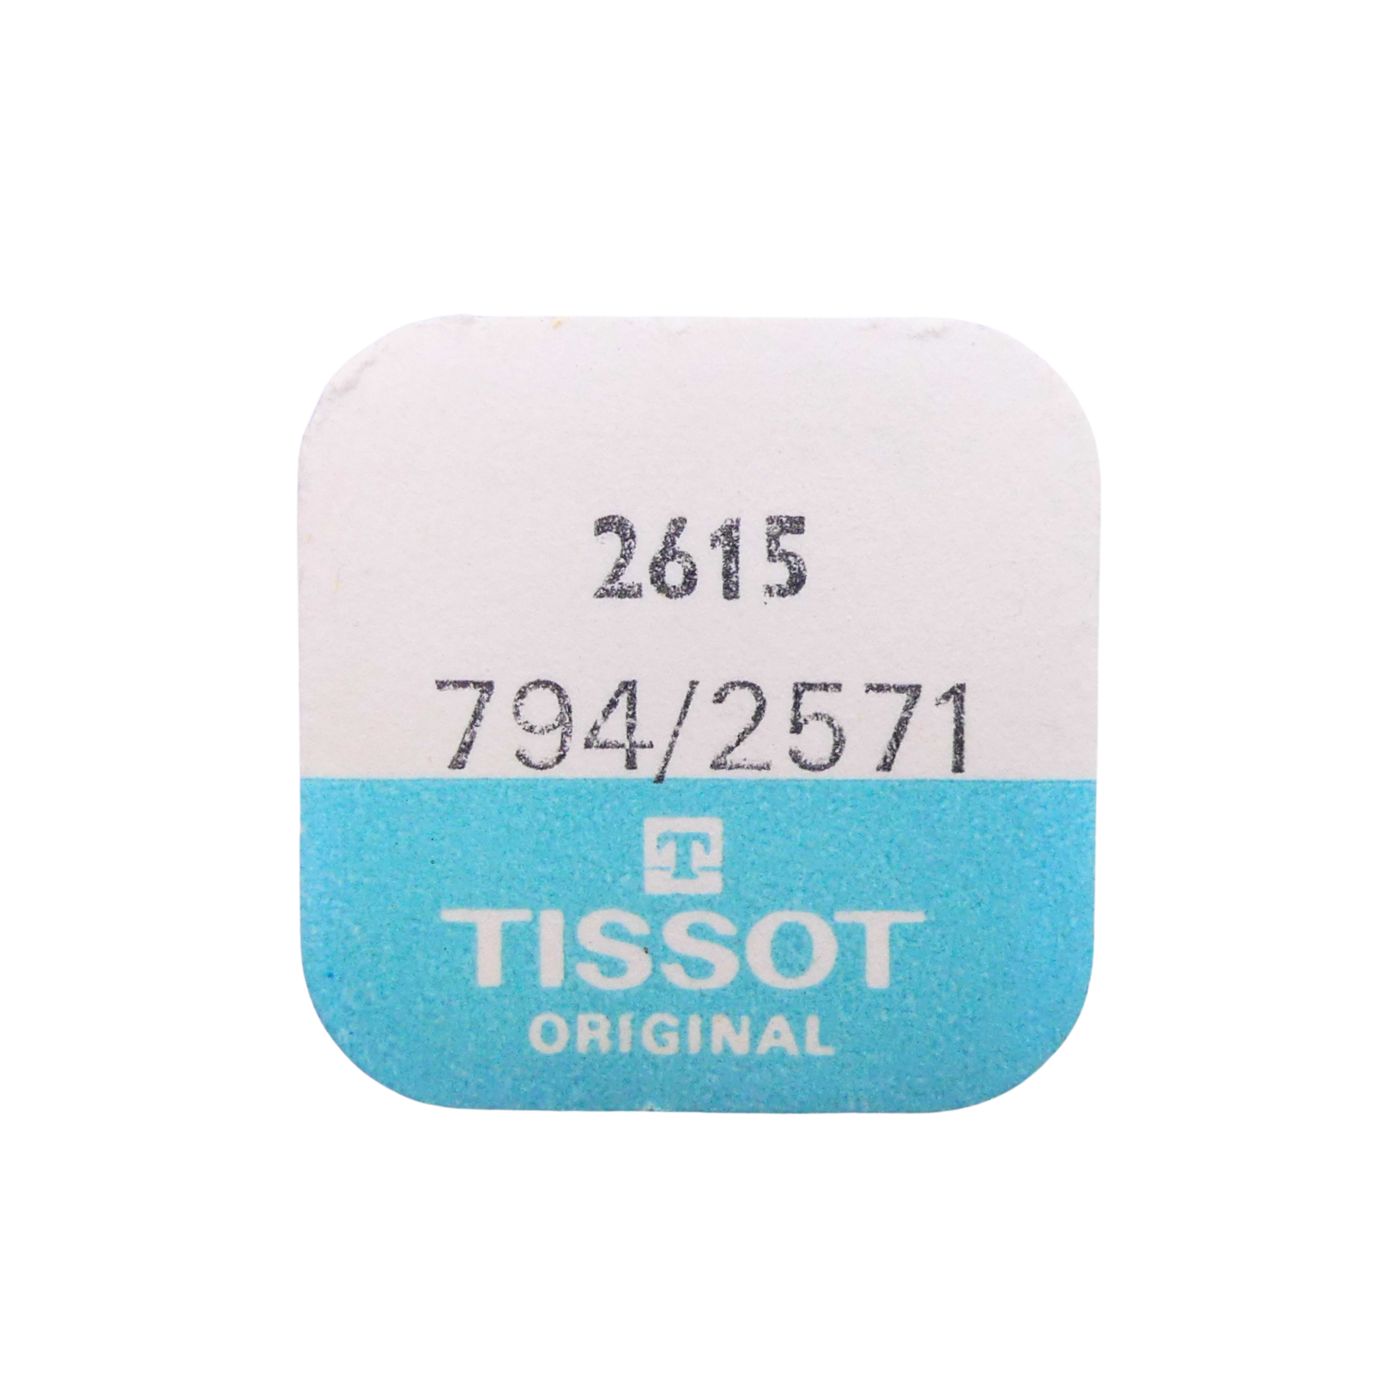 2615
794/2571
T
TISSOT
ORIGINAL